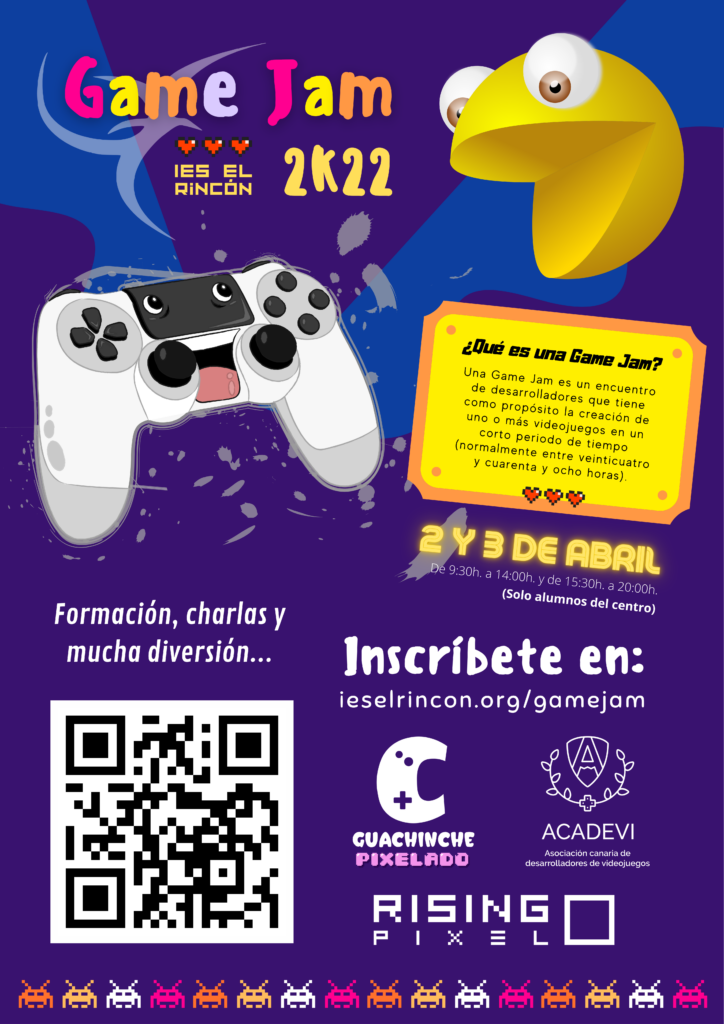 Game Jam
IES EL
RINCÓN
2K22
¿Qué es una Game Jam?
Una Game Jam es un encuentro
de desarrolladores que tiene
como propósito la creación de
uno o más videojuegos en un
corto periodo de tiempo
(normalmente entre veinticuatro
y cuarenta y ocho horas).
2 Y 3 DE ABRIL
De 9:30h. a 14:00h. y de 15:30h. a 20:00h.
(Solo alumnos del centro)
Formación, charlas y
mucha diversión...
Inscríbete en:
ieselrincon.org/gamejam
GUACHINCHE
PIXELADO
ACADEVI
Asociación canaria de
desarrolladores de videojuegos
RISING
PIXEL